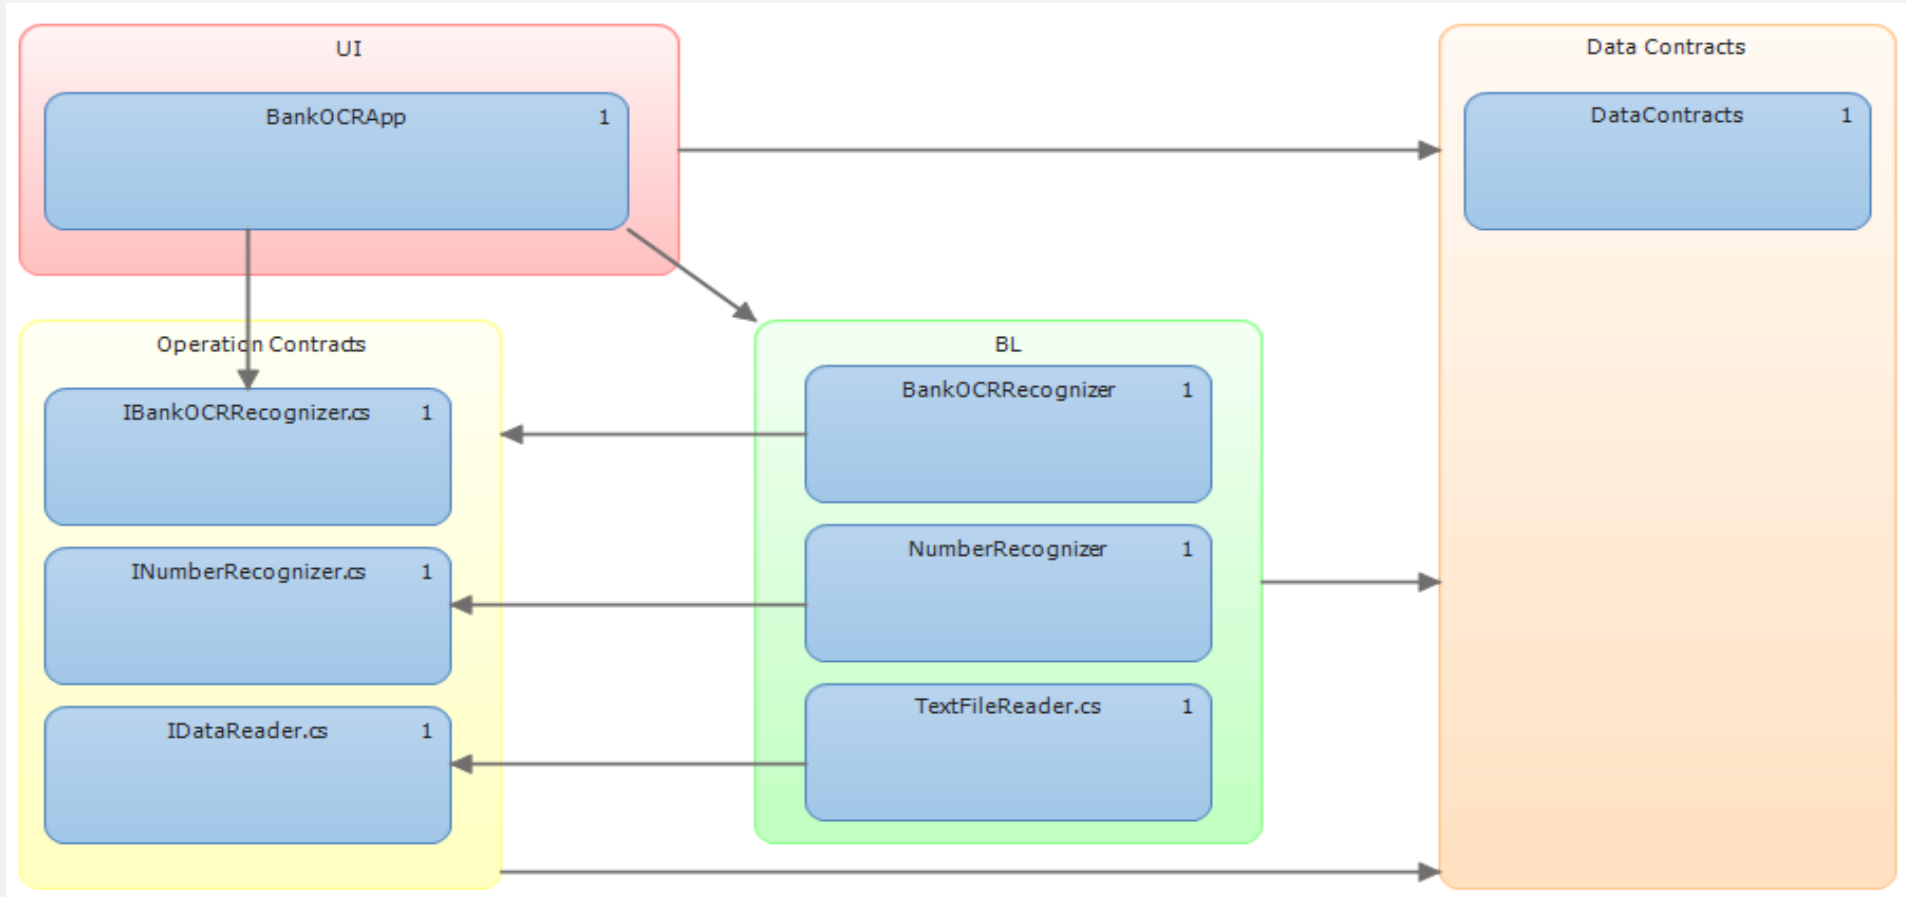 UI
BankOCRApp 1
Data Contracts
DataContracts 1
Operation Contracts
IBankOCRRecognizer.cs 1
INumberRecognizer.cs 1
IDataReader.cs 1
BL
BankOCRRecognizer 1
NumberRecognizer 1
TextFileReader.cs 1